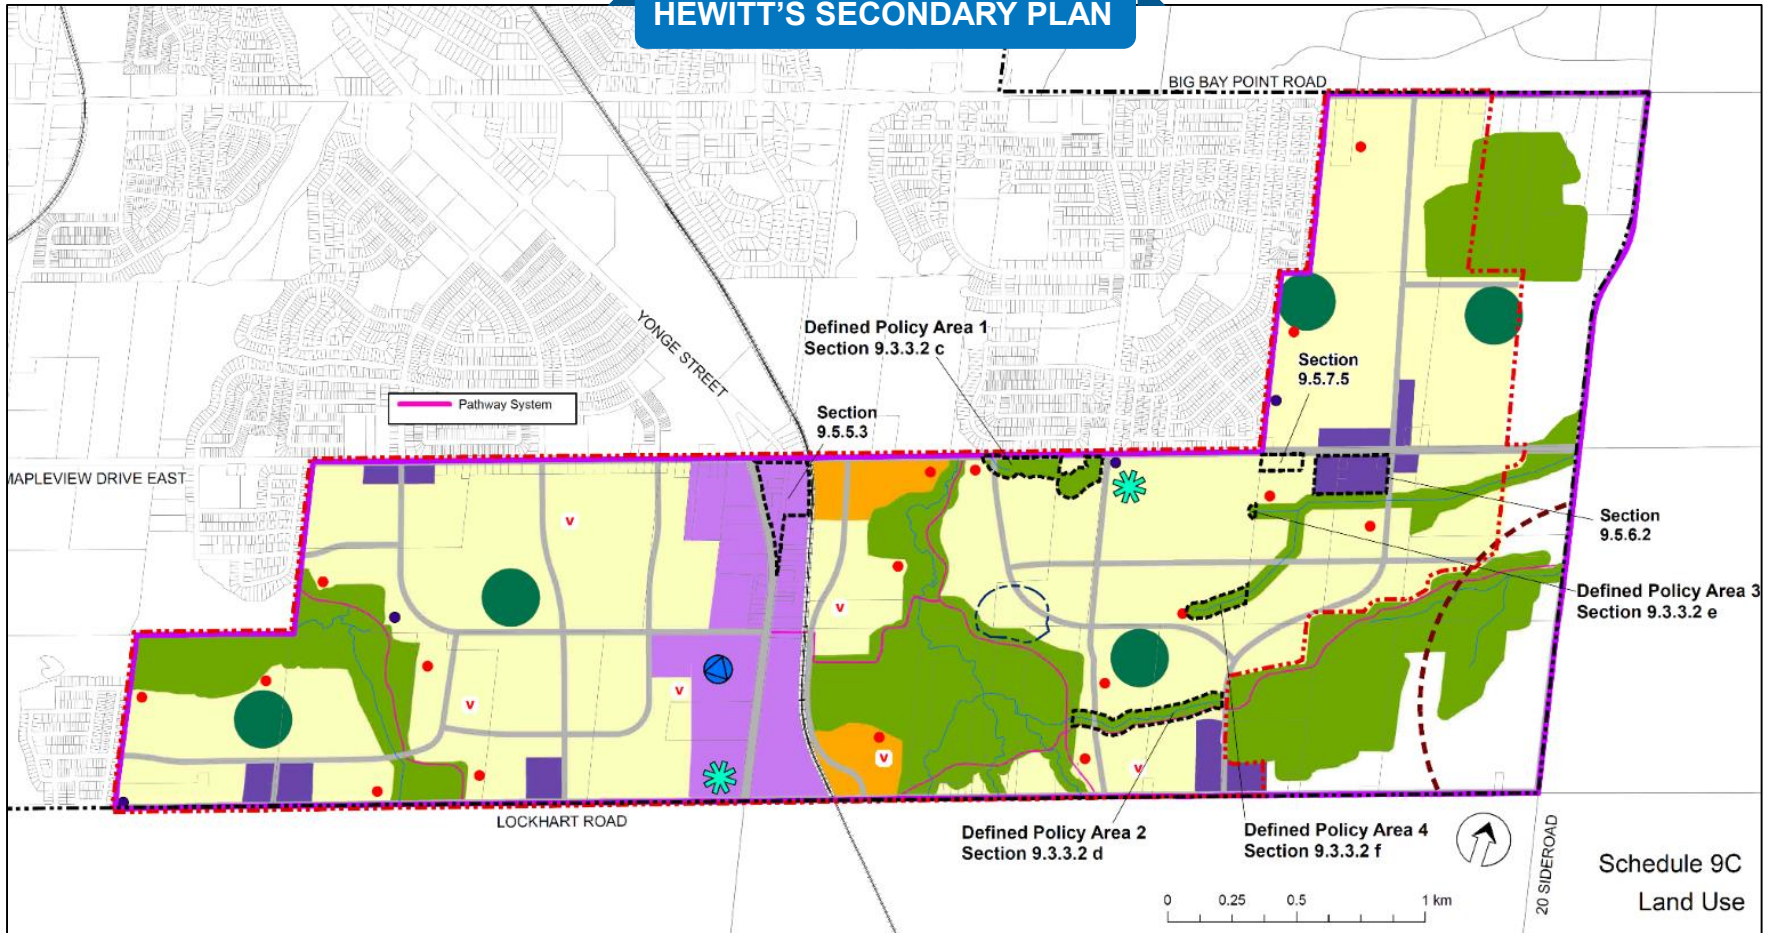 HEWITT'S SECONDARY PLAN
BIG BAY POINT ROAD
YONGE STREET
Defined Policy Area 1
Section 9.3.3.2 c
Section
9.5.7.5
Pathway System
Section
9.5.5.3
MAPLEVIEW DRIVE EAST
Section
9.5.6.2
v
Defined Policy Area 3
Section 9.3.3.2 e
v
v
v
v
v
LOCKHART ROAD
Defined Policy Area 2
Section 9.3.3.2 d
Defined Policy Area 4
Section 9.3.3.2 f
20 SIDEROAD
Schedule 9C
Land Use
0 0.25 0.5 1 km